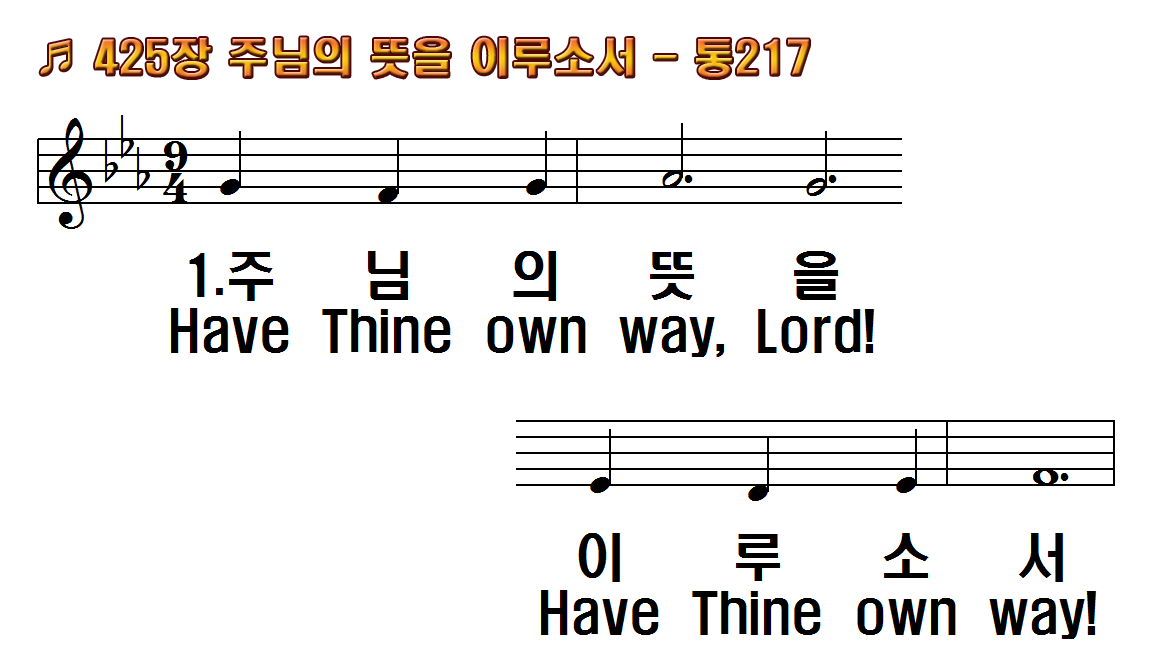 ♬ 425장 주님의 뜻을 이루소서 - 통217
9
4
1.주 님 의 뜻 을
Have Thine own way, Lord!
이 루 소 서
Have Thine own way!